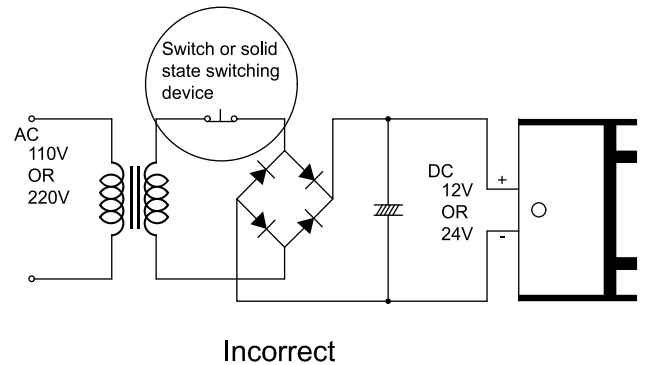 Switch or solid
state switching
device
AC
110V
OR
220V
DC
12V
OR
24V
+
-
Incorrect